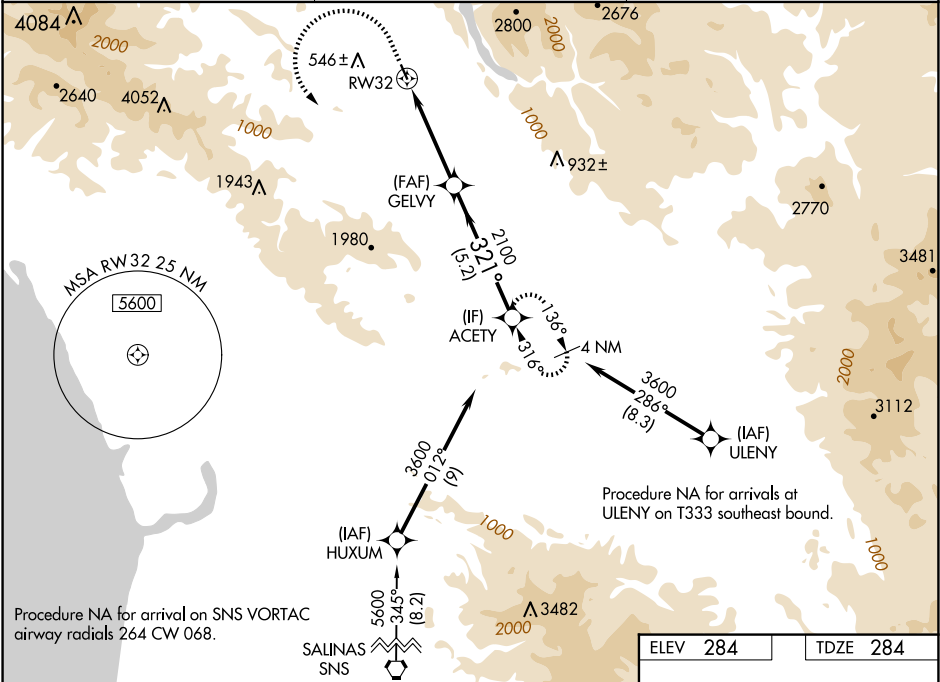 4084
2000
2640
4052
1000
546±
RW32
2800
2676
2000
1000
932±
1943
1980
(FAF)
GELVY
2770
3481
MSA RW32 25 NM
5600
2100
321°
(5.2)
(IF)
ACETY
136°
316°
4 NM
2000
3600
286°
(8.3)
3112
(IAF)
ULENY
3600
012°
(9)
Procedure NA for arrivals at
ULENY on T333 southeast bound.
(IAF)
HUXUM
1000
1000
5600
345°
(8.2)
3482
2000
Procedure NA for arrival on SNS VORTAC
airway radials 264 CW 068.
SALINAS
SNS
ELEV 284
TDZE 284